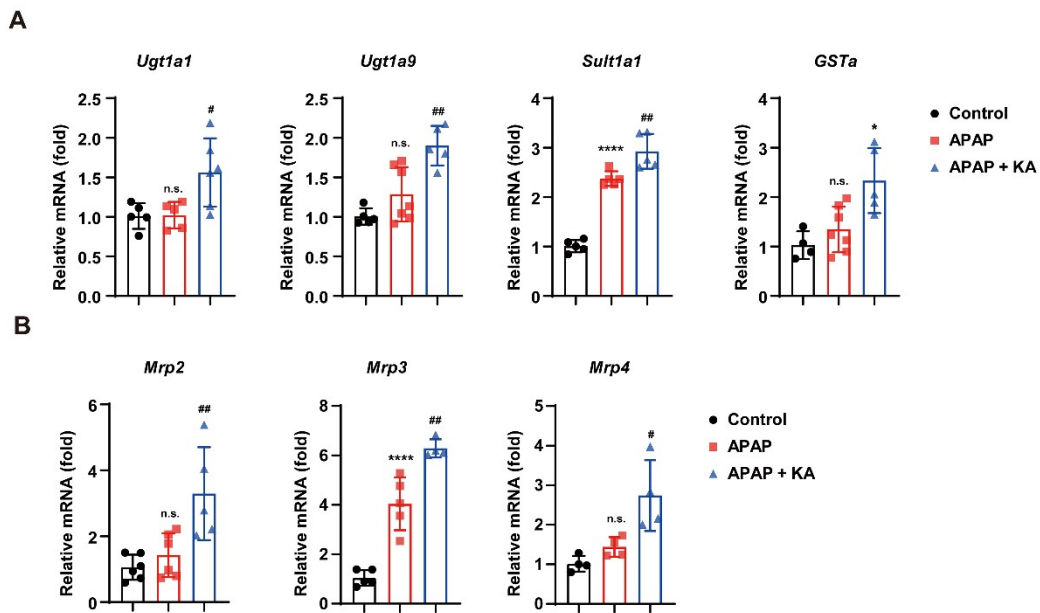 A
Ugt1a1 Ugt1a9 Sult1a1 GSTa
Relative mRNA (fold)
2.5
2.0
1.5
1.0
0.5
0.0
n.s.
#
Relative mRNA (fold)
2.5
2.0
1.5
1.0
0.5
0.0
n.s.
##
Relative mRNA (fold)
4
3
2
1
0
****
##
Relative mRNA (fold)
4
3
2
1
0
n.s.
*
Control
APAP
APAP + KA
B
Mrp2 Mrp3 Mrp4
Relative mRNA (fold)
6
4
2
0
n.s.
##
Relative mRNA (fold)
8
6
4
2
0
****
##
Relative mRNA (fold)
5
4
3
2
1
0
n.s.
#
Control
APAP
APAP + KA